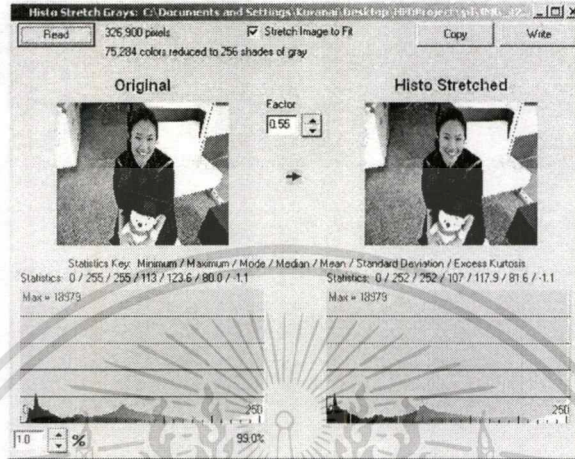 Histo Stretch Grays: C:\Documents and Settings\Koranai\Desktop\
Read 326,900 pixels Stretch Image to Fit Copy Write
75,284 colors reduced to 256 shades of gray
Original Histo Stretched
Factor
0.55
Statistics Key: Minimum / Maximum / Mode / Median / Mean / Standard Deviation / Excess Kurtosis
Statistics: 0 / 255 / 255 / 113 / 123.6 / 80.0 / -1.1 Statistics: 0 / 252 / 252 / 107 / 117.9 / 81.6 / -1.1
Max = 18979 Max = 18979
0 250 0 250
1.0 % 99.0%